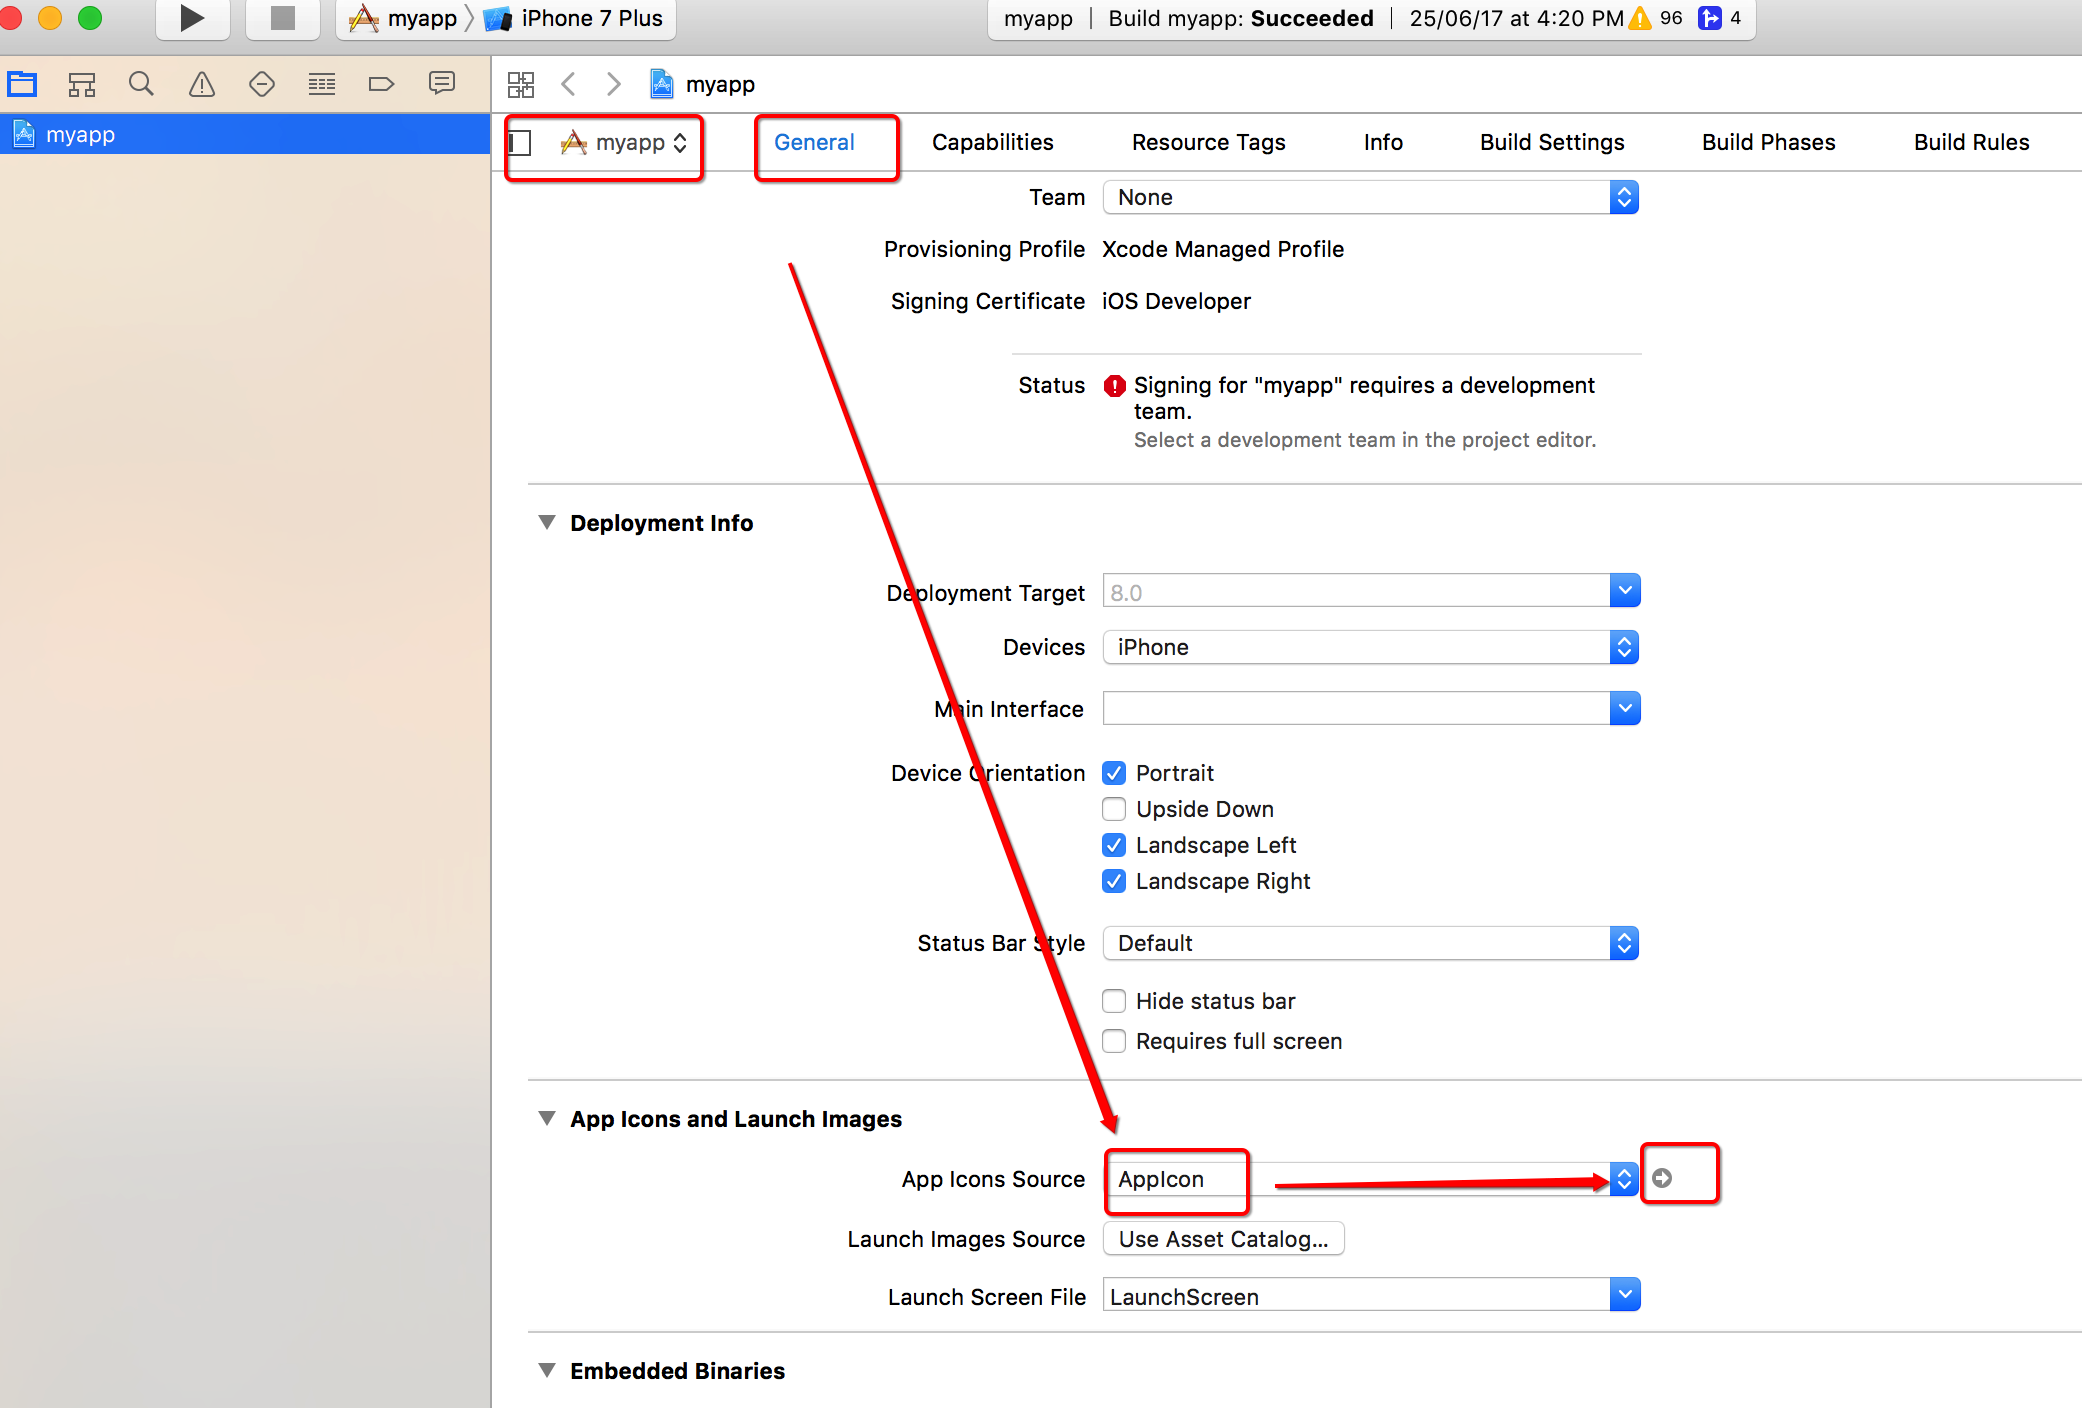 myapp
iPhone 7 Plus
myapp | Build myapp: Succeeded | 25/06/17 at 4:20 PM 96 4
myapp
myapp
myapp General Capabilities Resource Tags Info Build Settings Build Phases Build Rules
Team None
Provisioning Profile Xcode Managed Profile
Signing Certificate iOS Developer
Status Signing for "myapp" requires a development
team.
Select a development team in the project editor.
Deployment Info
Deployment Target 8.0
Devices iPhone
Main Interface
Device Orientation Portrait
Upside Down
Landscape Left
Landscape Right
Status Bar Style Default
Hide status bar
Requires full screen
App Icons and Launch Images
App Icons Source AppIcon
Launch Images Source Use Asset Catalog...
Launch Screen File LaunchScreen
Embedded Binaries